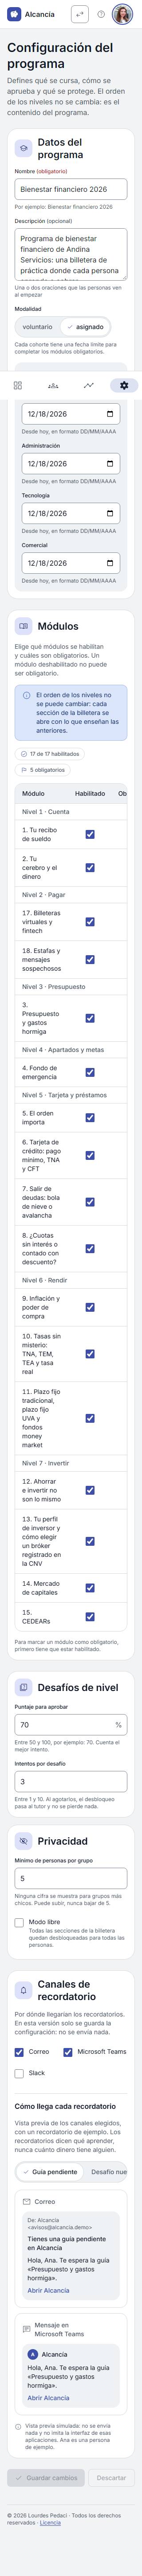 Alcancía
Configuración del
programa
Defines qué se cursa, cómo se
prueba y qué se protege. El orden
de los niveles no se cambia: es el
contenido del programa.
Datos del
programa
Nombre (obligatorio)
Bienestar financiero 2026
Por ejemplo: Bienestar financiero 2026
Descripción (opcional)
Programa de bienestar
financiero de Andina
Servicios: una billetera de
práctica donde cada persona
Una o dos oraciones que las personas ven
al empezar
Modalidad
voluntario
asignado
Cada cohorte tiene una fecha límite para
completar los módulos obligatorios.
12/18/2026
Desde hoy, en formato DD/MM/AAAA
Administración
12/18/2026
Desde hoy, en formato DD/MM/AAAA
Tecnología
12/18/2026
Desde hoy, en formato DD/MM/AAAA
Comercial
12/18/2026
Desde hoy, en formato DD/MM/AAAA
Módulos
Elige qué módulos se habilitan
y cuáles son obligatorios. Un
módulo deshabilitado no puede
ser obligatorio.
El orden de los niveles no
se puede cambiar: cada
sección de la billetera se
abre con lo que enseñan las
anteriores.
17 de 17 habilitados
5 obligatorios
Módulo Habilitado Ob
Nivel 1 · Cuenta
1. Tu recibo
de sueldo
2. Tu
cerebro y el
dinero
Nivel 2 · Pagar
17. Billeteras
virtuales y
fintech
18. Estafas y
mensajes
sospechosos
Nivel 3 · Presupuesto
3.
Presupuesto
y gastos
hormiga
Nivel 4 · Apartados y metas
4. Fondo de
emergencia
Nivel 5 · Tarjeta y préstamos
5. El orden
importa
6. Tarjeta de
crédito: pago
mínimo, TNA
y CFT
7. Salir de
deudas: bola
de nieve o
avalancha
8. ¿Cuotas
sin interés o
contado con
descuento?
Nivel 6 · Rendir
9. Inflación y
poder de
compra
10. Tasas sin
misterio:
TNA, TEM,
TEA y tasa
real
11. Plazo fijo
tradicional,
plazo fijo
UVA y
fondos
money
market
Nivel 7 · Invertir
12. Ahorrar
e invertir no
son lo mismo
13. Tu perfil
de inversor y
cómo elegir
un bróker
registrado en
la CNV
14. Mercado
de capitales
15.
CEDEARs
Para marcar un módulo como obligatorio,
primero tiene que estar habilitado.
Desafíos de nivel
Puntaje para aprobar
70 %
Entre 50 y 100, por ejemplo: 70. Cuenta el
mejor intento.
Intentos por desafío
3
Entre 1 y 10. Al agotarlos, el desbloqueo
pasa al tutor y no se pierde nada.
Privacidad
Mínimo de personas por grupo
5
Ninguna cifra se muestra para grupos más
chicos. Puede subir, nunca bajar de 5.
Modo libre
Todas las secciones de la billetera
quedan desbloqueadas para todas las
personas.
Canales de
recordatorio
Por dónde llegarían los recordatorios.
En esta versión solo se guarda la
configuración: no se envía nada.
Correo
Microsoft Teams
Slack
Cómo llega cada recordatorio
Vista previa de los canales elegidos,
con un recordatorio de ejemplo. Los
recordatorios dicen qué aprender,
nunca cuánto dinero tiene alguien.
Guía pendiente
Desafío nue
Correo
De: Alcancía
<avisos@alcancia.demo>
Tienes una guía pendiente
en Alcancía
Hola, Ana. Te espera la guía
«Presupuesto y gastos
hormiga».
Abrir Alcancía
Mensaje en
Microsoft Teams
A Alcancía
Hola, Ana. Te espera la guía
«Presupuesto y gastos
hormiga».
Abrir Alcancía
Vista previa simulada: no se envía
nada y no imita la interfaz de esas
aplicaciones. Ana es una persona
de ejemplo.
Guardar cambios
Descartar
© 2026 Lourdes Pedaci · Todos los derechos
reservados · Licencia